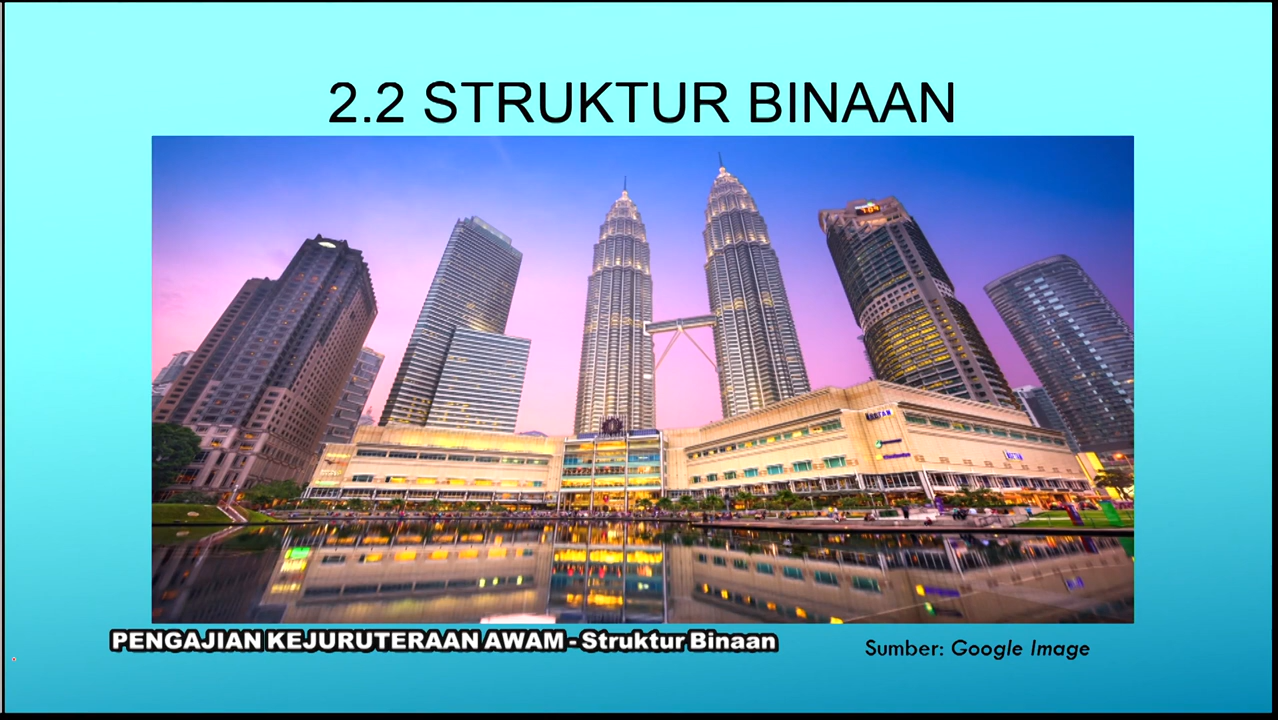 2.2 STRUKTUR BINAAN
PENGAJIAN KEJURUTERAAN AWAM - Struktur Binaan
Sumber: Google Image